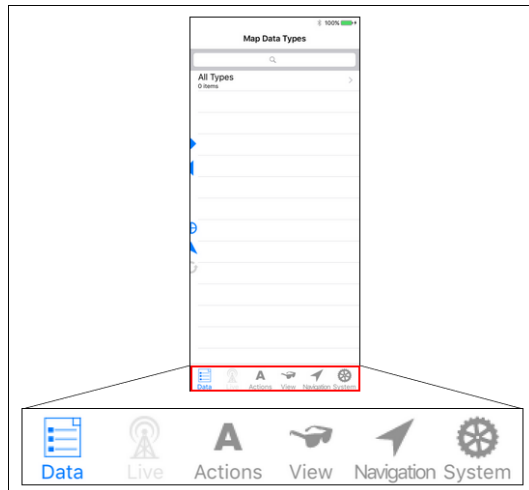 100%
Map Data Types
All Types
0 items
Data Live Actions View Navigation System
Data Live Actions View Navigation System